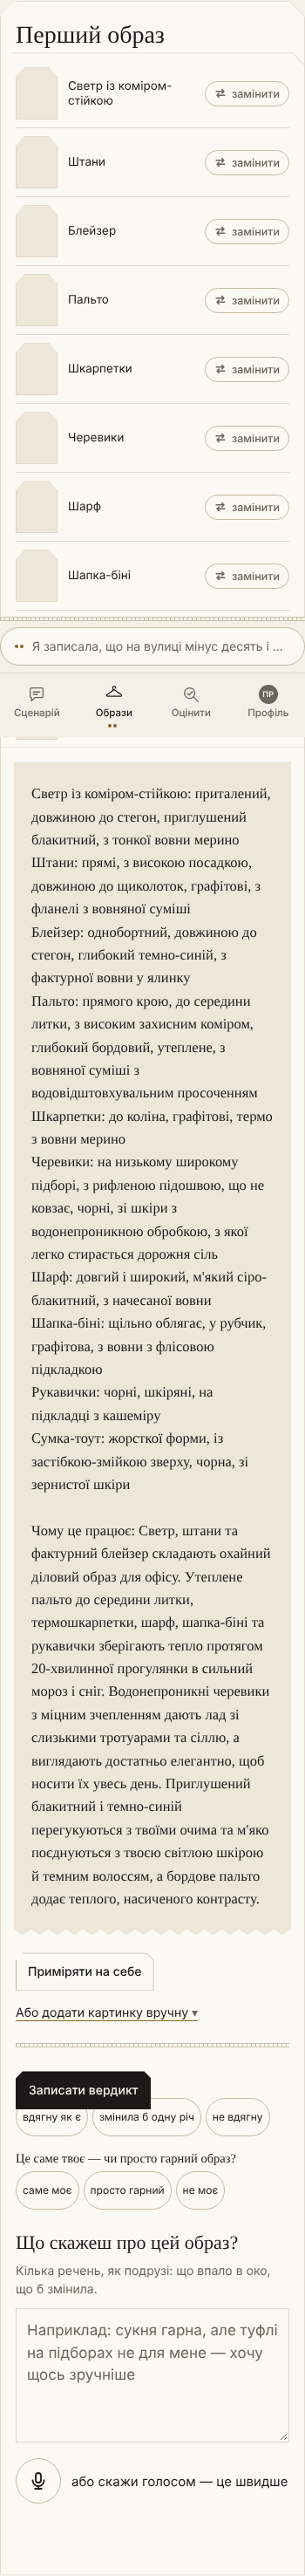 Перший образ
Светр із коміром-
стійкою
замінити
Штани
замінити
Блейзер
замінити
Пальто
замінити
Шкарпетки
замінити
Черевики
замінити
Шарф
замінити
Шапка-біні
замінити
Я записала, що на вулиці мінус десять і ...
Сценарій
Образи
Оцінити
ПР
Профіль
Светр із коміром-стійкою: приталений,
довжиною до стегон, приглушений
блакитний, з тонкої вовни мерино
Штани: прямі, з високою посадкою,
довжиною до щиколоток, графітові, з
фланелі з вовняної суміші
Блейзер: однобортний, довжиною до
стегон, глибокий темно-синій, з
фактурної вовни у ялинку
Пальто: прямого крою, до середини
литки, з високим захисним коміром,
глибокий бордовий, утеплене, з
вовняної суміші з
водовідштовхувальним просоченням
Шкарпетки: до коліна, графітові, термо
з вовни мерино
Черевики: на низькому широкому
підборі, з рифленою підошвою, що не
ковзає, чорні, зі шкіри з
водонепроникною обробкою, з якої
легко стирається дорожня сіль
Шарф: довгий і широкий, м'який сіро-
блакитний, з начесаної вовни
Шапка-біні: щільно облягає, у рубчик,
графітова, з вовни з флісовою
підкладкою
Рукавички: чорні, шкіряні, на
підкладці з кашеміру
Сумка-тоут: жорсткої форми, із
застібкою-змійкою зверху, чорна, зі
зернистої шкіри
Чому це працює: Светр, штани та
фактурний блейзер складають охайний
діловий образ для офісу. Утеплене
пальто до середини литки,
термошкарпетки, шарф, шапка-біні та
рукавички зберігають тепло протягом
20-хвилинної прогулянки в сильний
мороз і сніг. Водонепроникні черевики
з міцним зчепленням дають лад зі
слизькими тротуарами та сіллю, а
виглядають достатньо елегантно, щоб
носити їх увесь день. Приглушений
блакитний і темно-синій
перегукуються з твоїми очима та м'яко
поєднуються з твоєю світлою шкірою
й темним волоссям, а бордове пальто
додає теплого, насиченого контрасту.
Приміряти на себе
Або додати картинку вручну ▾
Записати вердикт
вдягну як є
змінила б одну річ
не вдягну
Це саме твоє — чи просто гарний образ?
саме моє
просто гарний
не моє
Що скажеш про цей образ?
Кілька речень, як подрузі: що впало в око,
що б змінила.
Наприклад: сукня гарна, але туфлі
на підборах не для мене — хочу
щось зручніше
або скажи голосом — це швидше